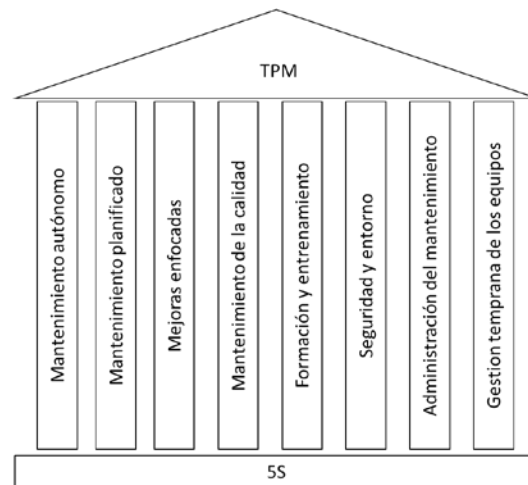 TPM
Mantenimiento autónomo
Mantenimiento planificado
Mejoras enfocadas
Mantenimiento de la calidad
Formación y entrenamiento
Seguridad y entorno
Administración del mantenimiento
Gestion temprana de los equipos
5S